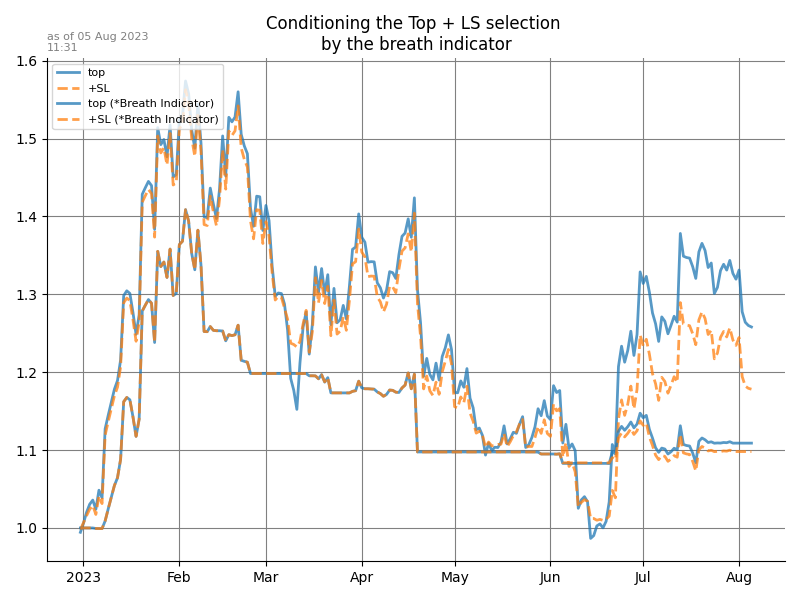 Conditioning the Top + LS selection
by the breath indicator
as of 05 Aug 2023
11:31
top
+SL
top (*Breath Indicator)
+SL (*Breath Indicator)
1.6
1.5
1.4
1.3
1.2
1.1
1.0
2023 Feb Mar Apr May Jun Jul Aug